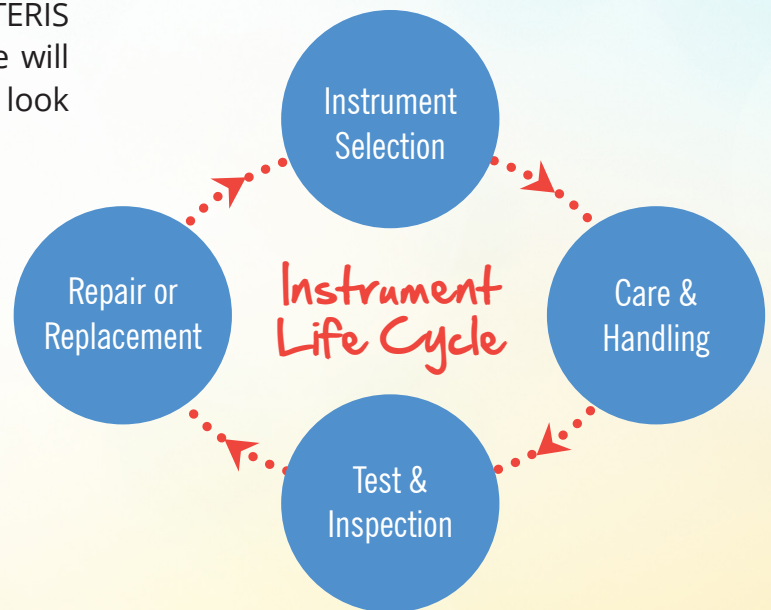 TERIS
e will
look
Instrument
Selection
Repair or
Replacement
Instrument
Life Cycle
Care &
Handling
Test &
Inspection